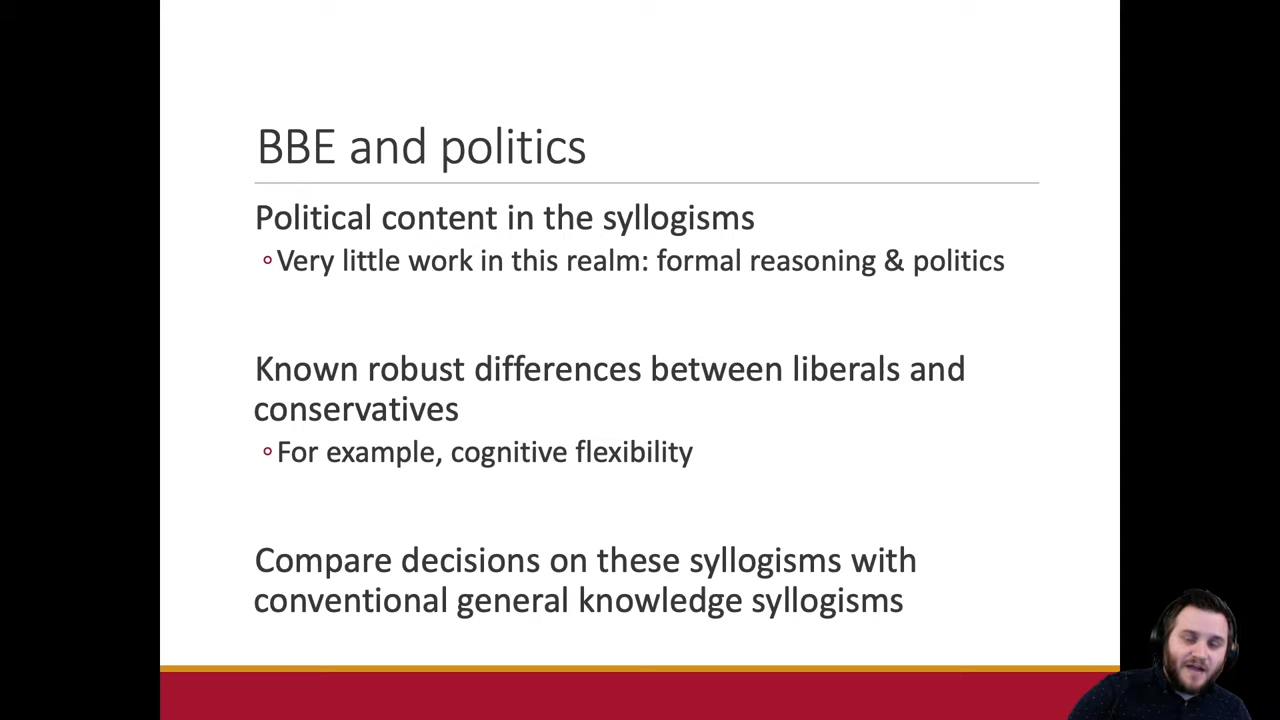 BBE and politics
Political content in the syllogisms
◦Very little work in this realm: formal reasoning & politics
Known robust differences between liberals and
conservatives
◦For example, cognitive flexibility
Compare decisions on these syllogisms with
conventional general knowledge syllogisms